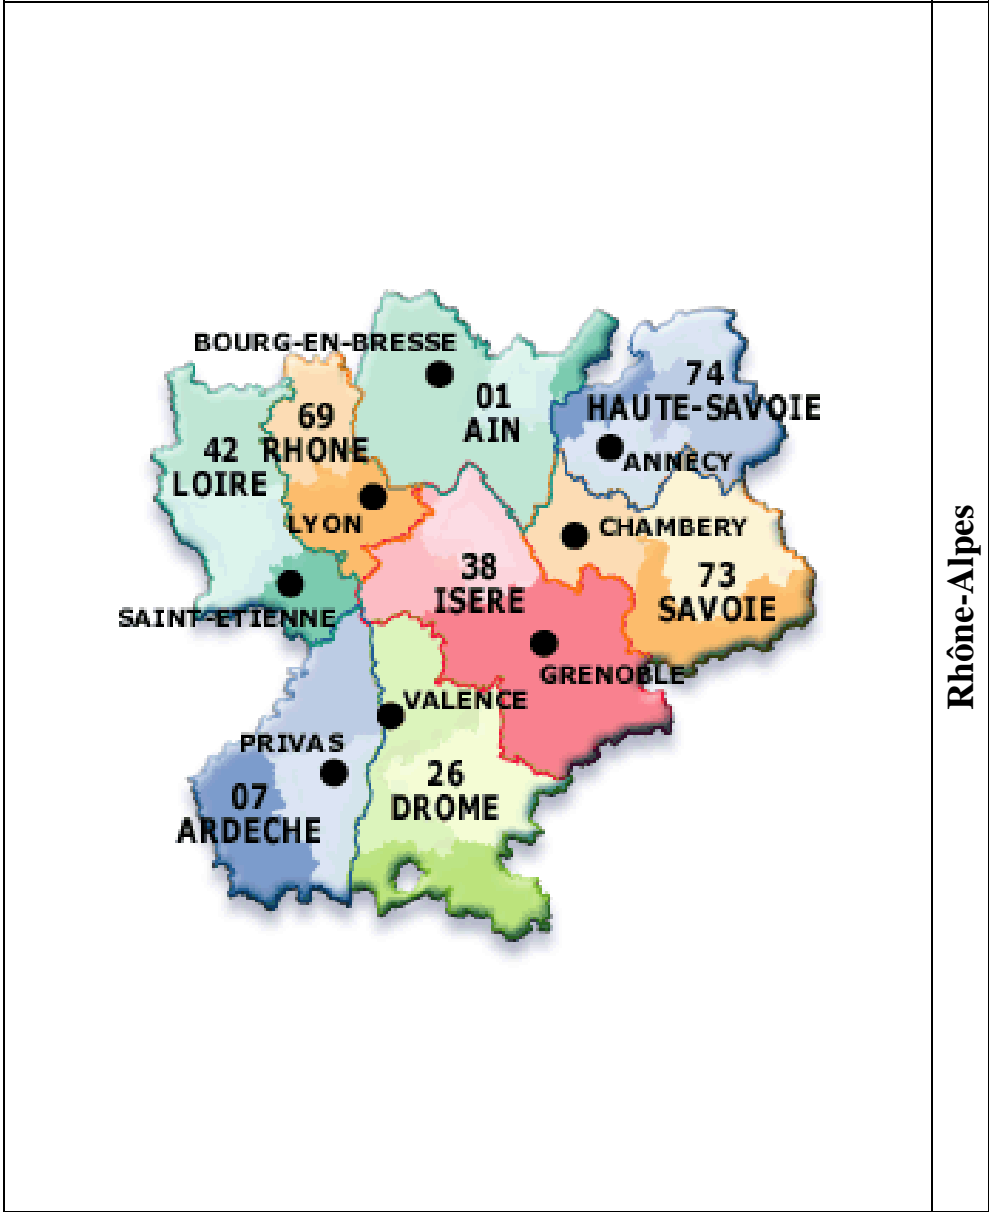 BOURG-EN-BRESSE
74
HAUTE-SAVOIE
01
AIN
69
RHONE
42
LOIRE
ANNECY
LYON
CHAMBERY
38
ISERE
73
SAVOIE
SAINT-ETIENNE
GRENOBLE
VALENCE
PRIVAS
26
DROME
07
ARDECHE
Rhône-Alpes